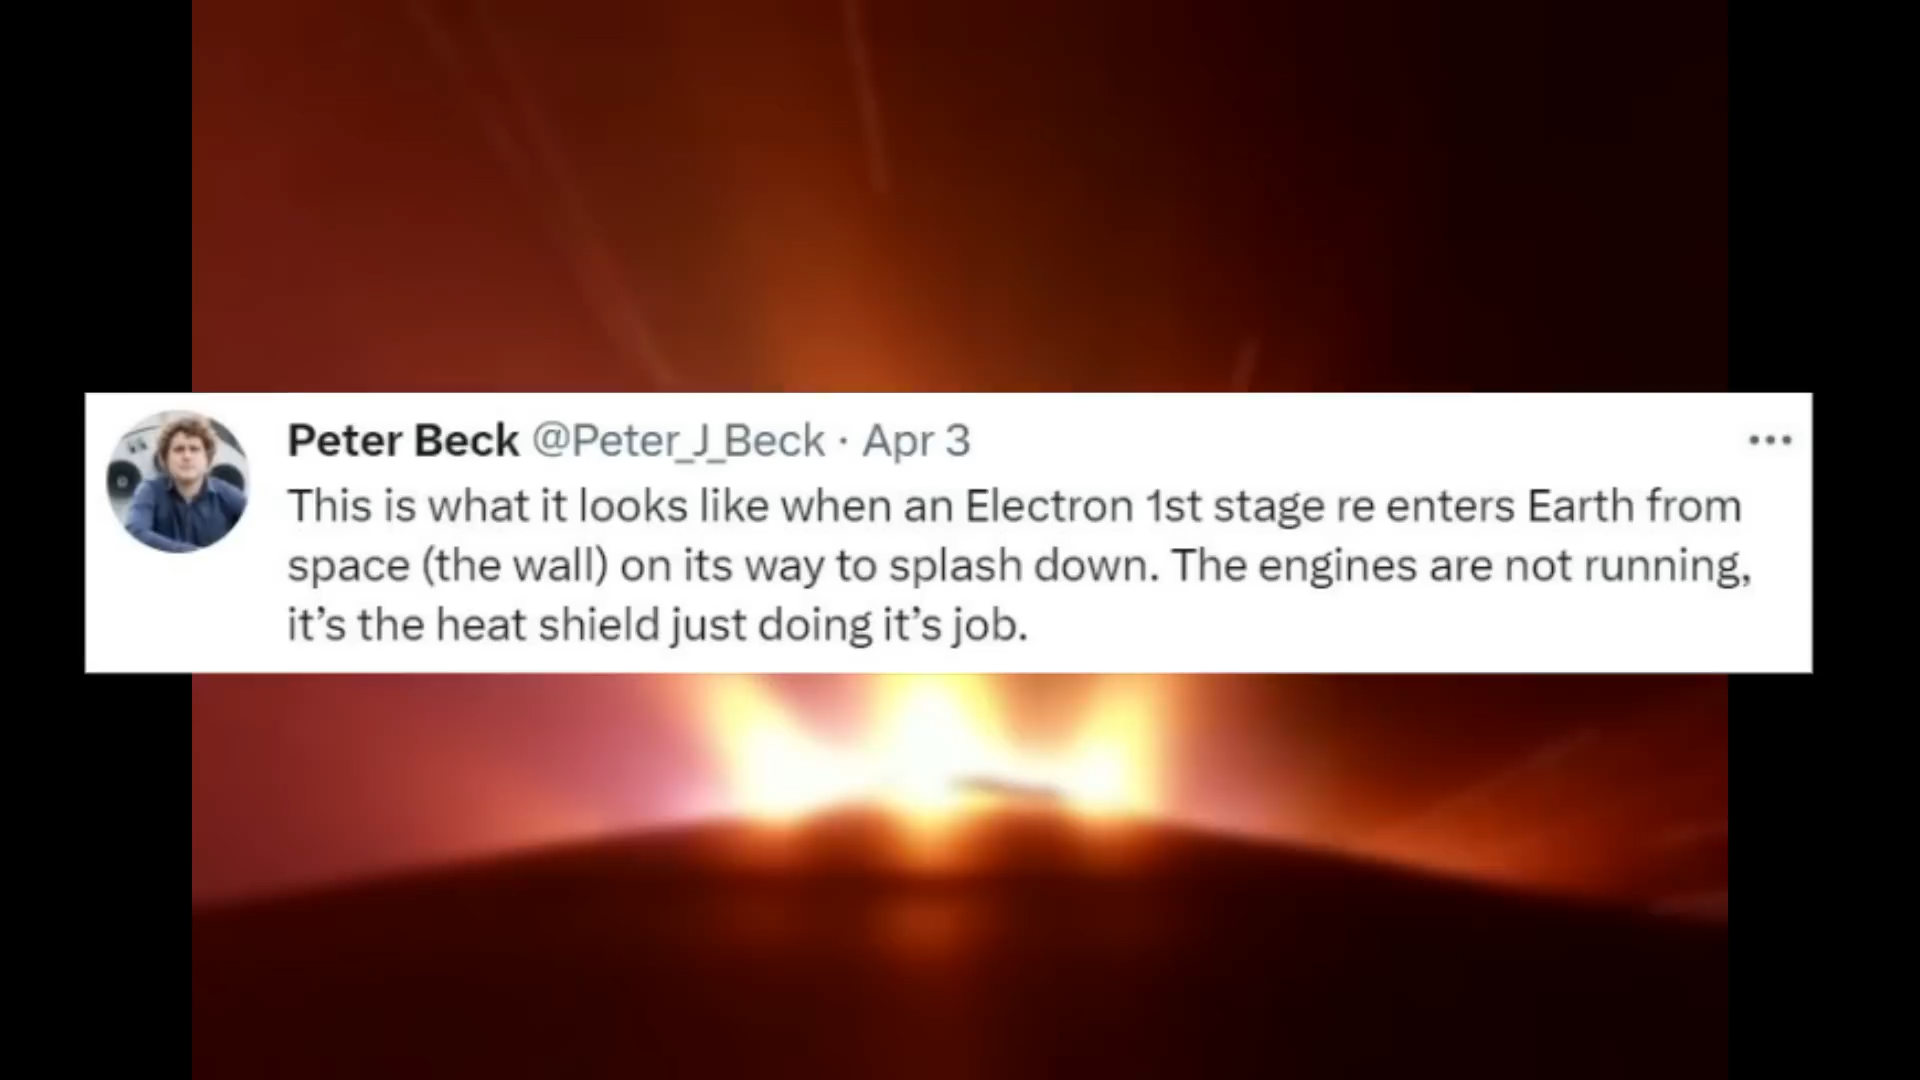 Peter Beck @Peter_J_Beck · Apr 3
This is what it looks like when an Electron 1st stage re enters Earth from
space (the wall) on its way to splash down. The engines are not running,
it’s the heat shield just doing it’s job.